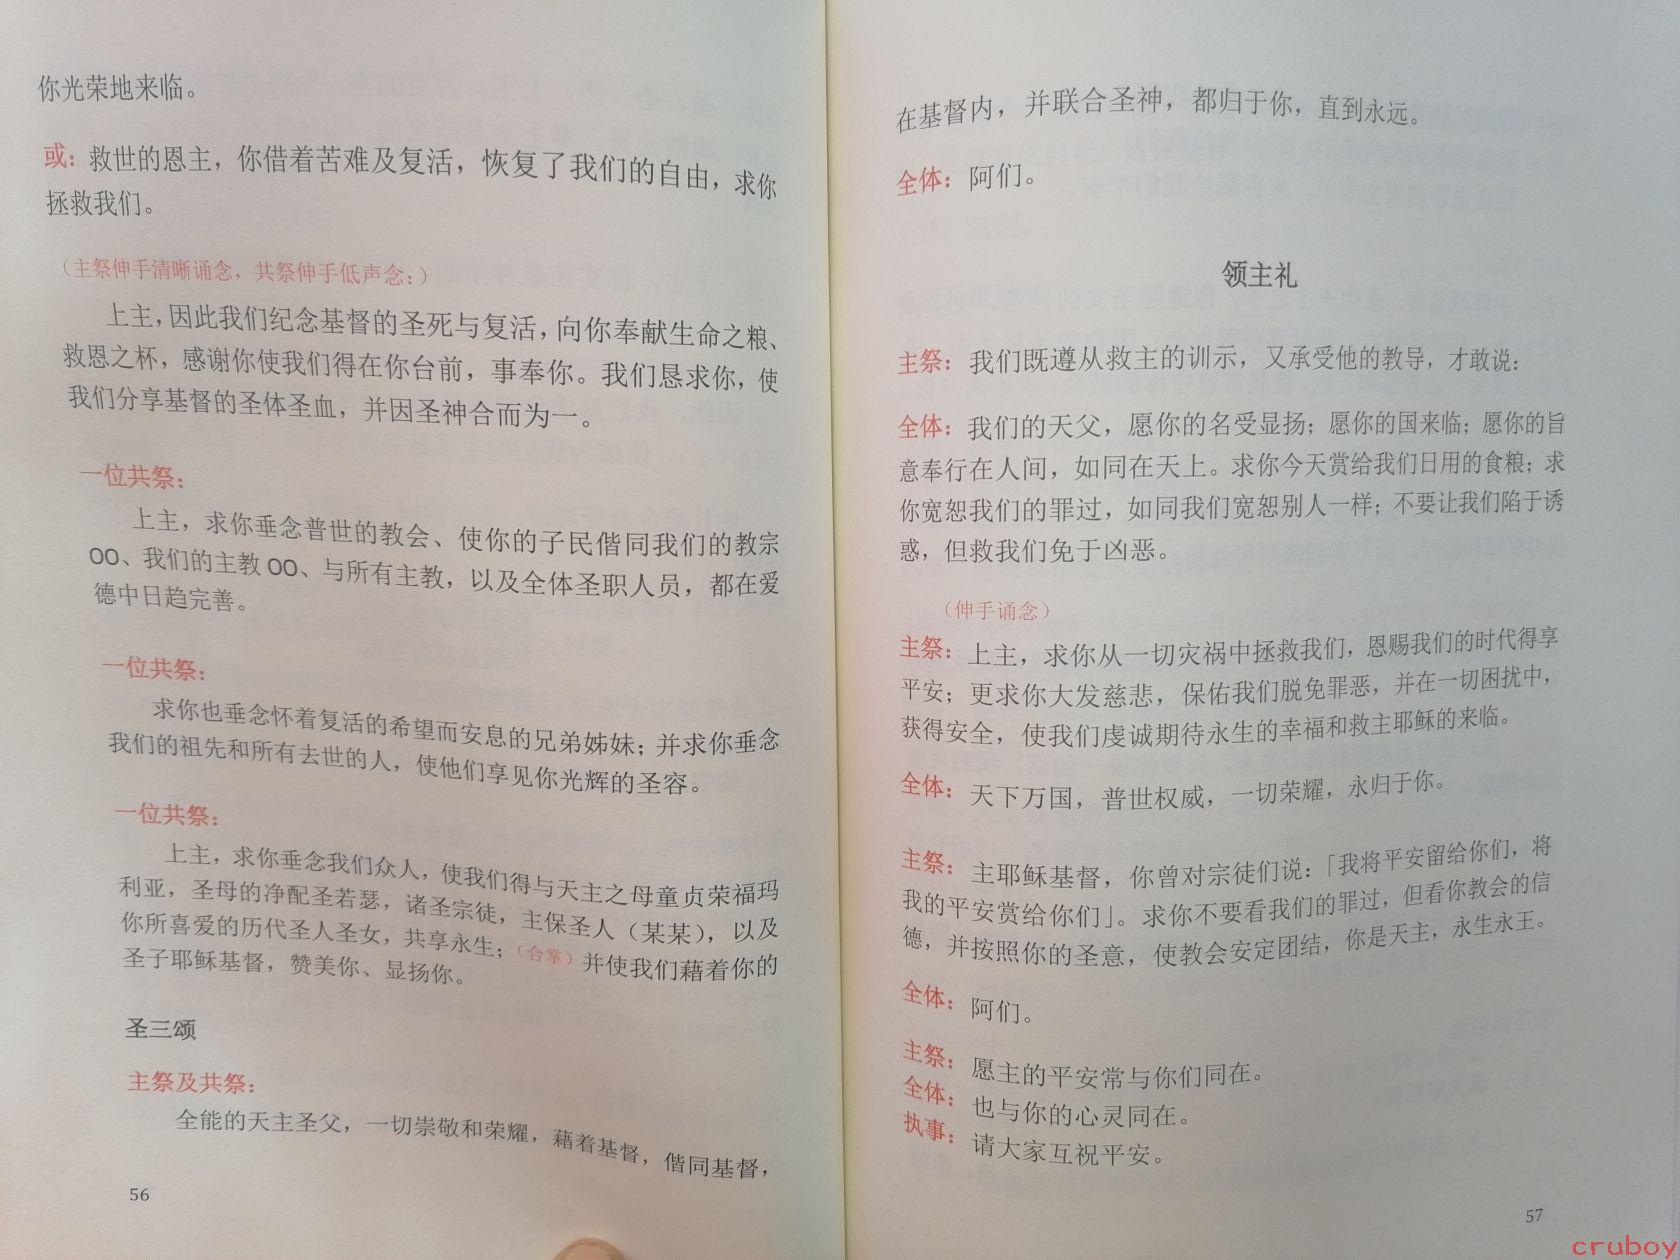 你光荣地来临。
或：救世的恩主，你借着苦难及复活，恢复了我们的自由，求你
拯救我们。
（主祭伸手清晰诵念，共祭伸手低声念：）
上主，因此我们纪念基督的圣死与复活，向你奉献生命之粮、
救恩之杯，感谢你使我们得在你台前，事奉你。我们恳求你，使
我们分享基督的圣体圣血，并因圣神合而为一。
一位共祭：
上主，求你垂念普世的教会、使你的子民偕同我们的教宗
OO、我们的主教 OO、与所有主教，以及全体圣职人员，都在爱
德中日趋完善。
一位共祭：
求你也垂念怀着复活的希望而安息的兄弟姊妹；并求你垂念
我们的祖先和所有去世的人，使他们享见你光辉的圣容。
一位共祭：
上主，求你垂念我们众人，使我们得与天主之母童贞荣福玛
利亚，圣母的净配圣若瑟，诸圣宗徒，主保圣人（某某），以及
你所喜爱的历代圣人圣女，共享永生；（合掌）并使我们藉着你的
圣子耶稣基督，赞美你、显扬你。
圣三颂
主祭及共祭：
全能的天主圣父，一切崇敬和荣耀，藉着基督，偕同基督，
56
在基督内，并联合圣神，都归于你，直到永远。
全体：阿们。
领主礼
主祭：我们既遵从救主的训示，又承受他的教导，才敢说：
全体：我们的天父，愿你的名受显扬；愿你的国来临；愿你的旨
意奉行在人间，如同在天上。求你今天赏给我们日用的食粮；求
你宽恕我们的罪过，如同我们宽恕别人一样；不要让我们陷于诱
惑，但救我们免于凶恶。
（伸手诵念）
主祭：上主，求你从一切灾祸中拯救我们，恩赐我们的时代得享
平安；更求你大发慈悲，保佑我们脱免罪恶，并在一切困扰中，
获得安全，使我们虔诚期待永生的幸福和救主耶稣的来临。
全体：天下万国，普世权威，一切荣耀，永归于你。
主祭：主耶稣基督，你曾对宗徒们说：「我将平安留给你们，将
我的平安赏给你们」。求你不要看我们的罪过，但看你教会的信
德，并按照你的圣意，使教会安定团结，你是天主，永生永王。
全体：阿们。
主祭：愿主的平安常与你们同在。
全体：也与你的心灵同在。
执事：请大家互祝平安。
57
cruboy